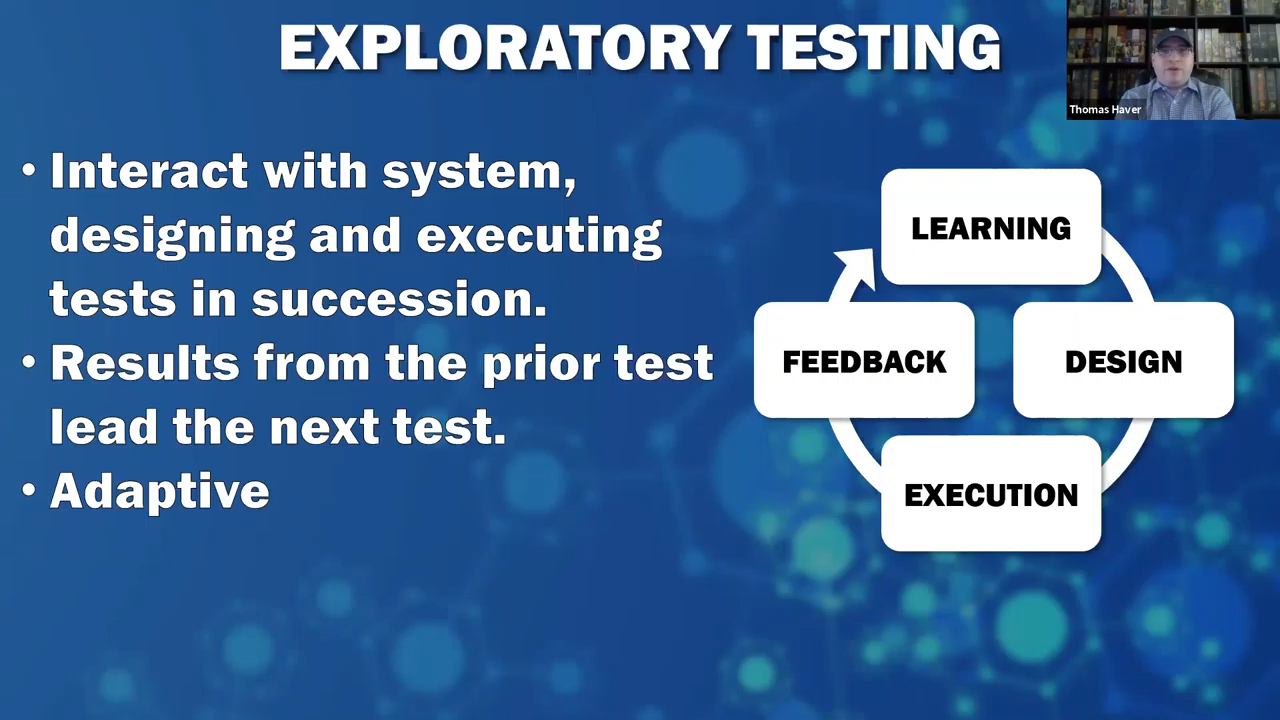 EXPLORATORY TESTING
Thomas Haver
• Interact with system,
designing and executing
tests in succession.
• Results from the prior test
lead the next test.
• Adaptive
LEARNING
FEEDBACK
DESIGN
EXECUTION